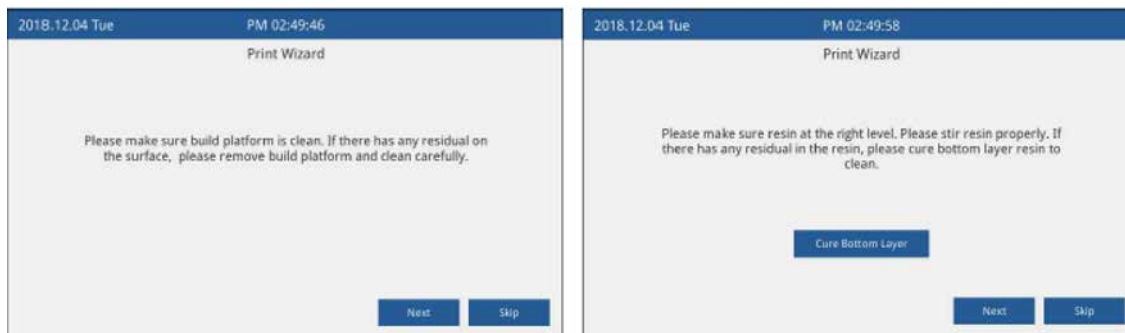 2018.12.04 Tue PM 02:49:46
Print Wizard
Please make sure build platform is clean. If there has any residual on
the surface, please remove build platform and clean carefully.
Next Skip
2018.12.04 Tue PM 02:49:58
Print Wizard
Please make sure resin at the right level. Please stir resin properly. If
there has any residual in the resin, please cure bottom layer resin to
clean.
Cure Bottom Layer
Next Skip